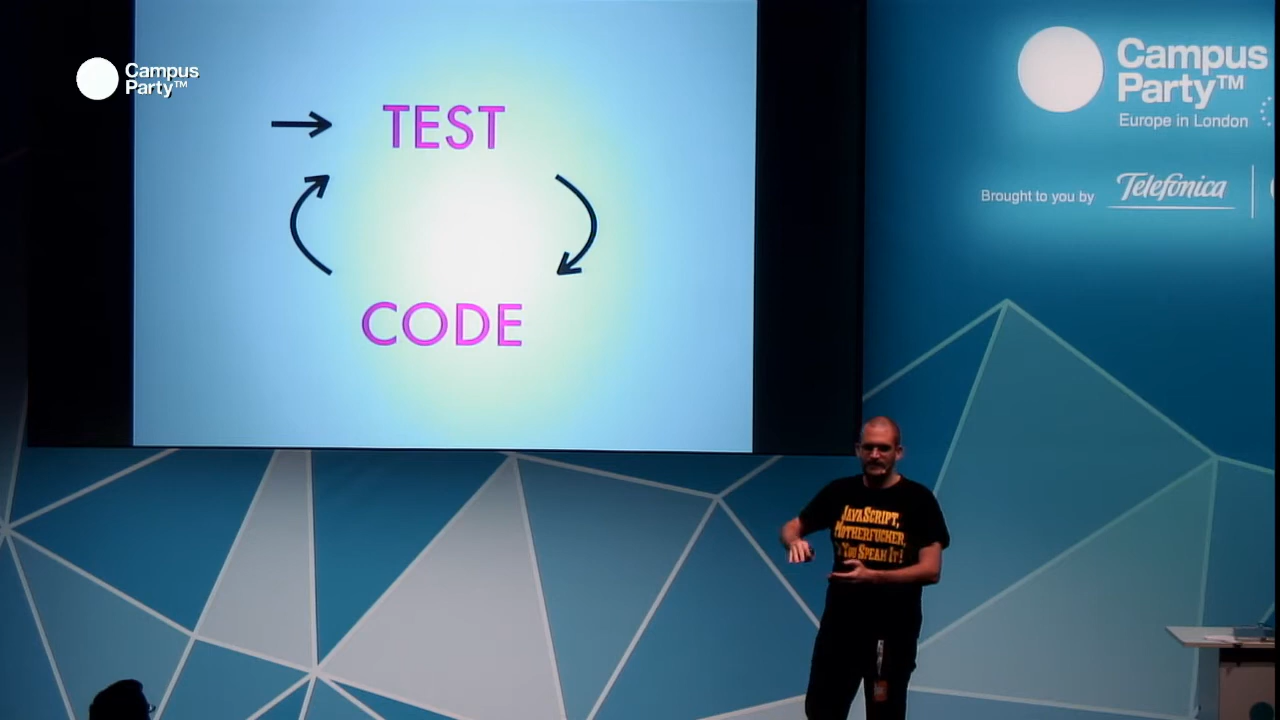 Campus
Party™
TEST
CODE
Campus
Party™
Europe in London
Brought to you by
Telefonica
JavaScript,
Motherfucker,
You Speak It!